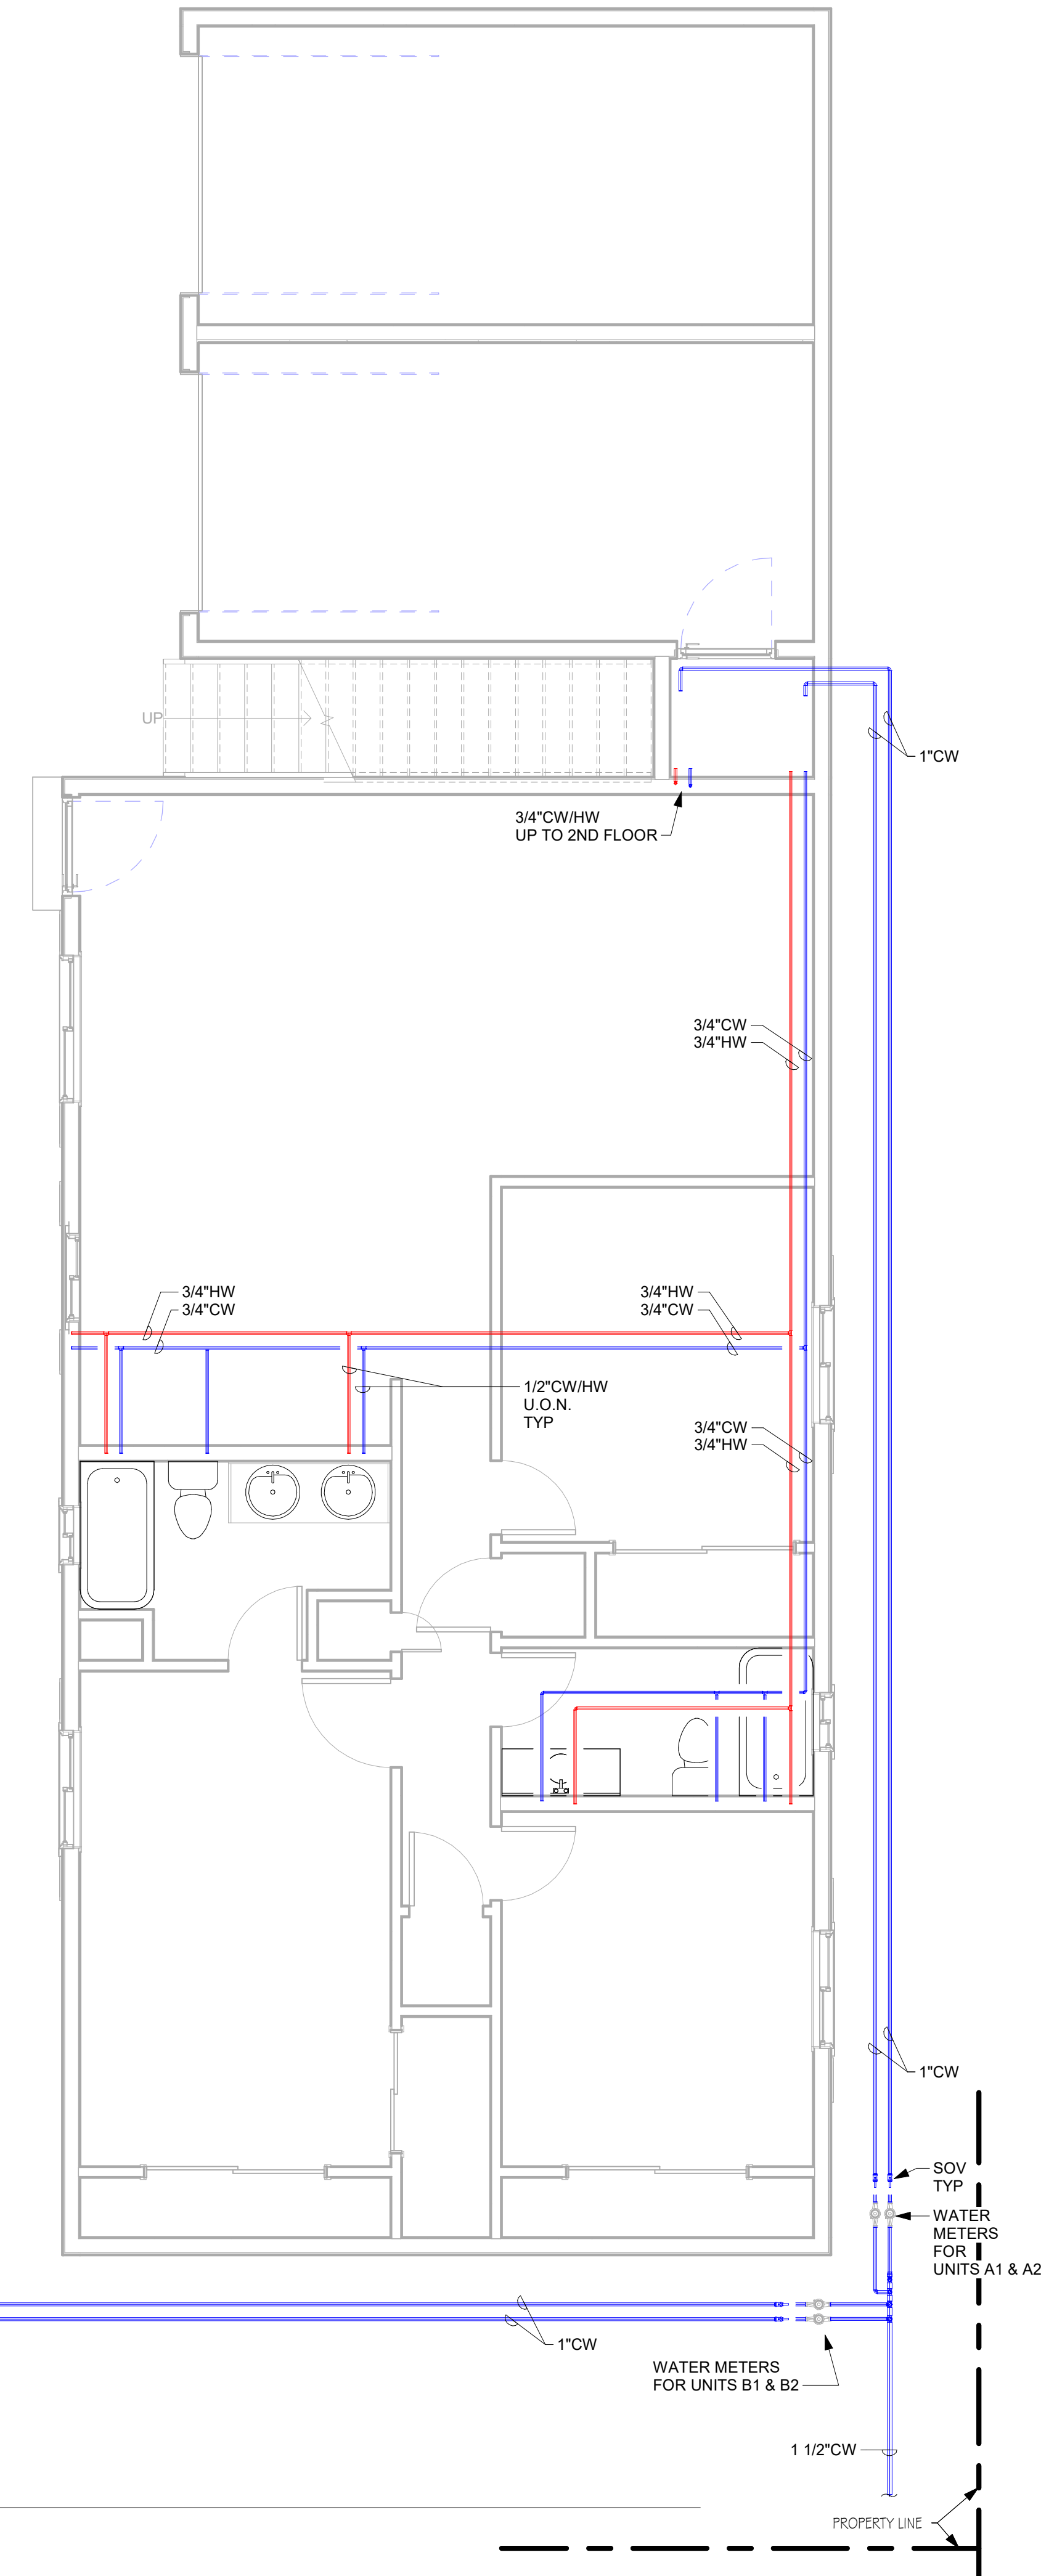 UP
1"CW
3/4"CW/HW
UP TO 2ND FLOOR
3/4"CW
3/4"HW
3/4"HW
3/4"CW
3/4"HW
3/4"CW
1/2"CW/HW
U.O.N.
TYP
3/4"CW
3/4"HW
1"CW
SOV
TYP
WATER
METERS
FOR
UNITS A1 & A2
1"CW
WATER METERS
FOR UNITS B1 & B2
1 1/2"CW
PROPERTY LINE